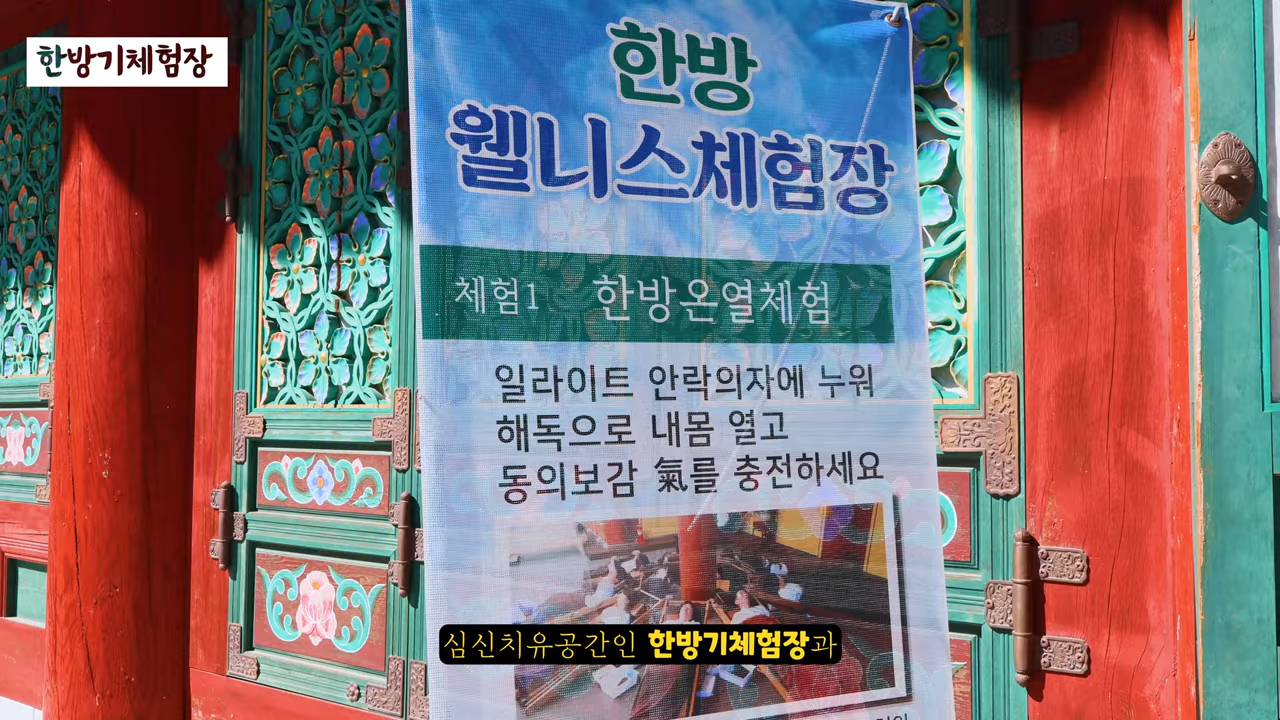 한방기체험장
한방
웰니스체험장
체험1 한방온열체험
일라이트 안락의자에 누워
해독으로 내몸 열고
동의보감 氣를 충전하세요
심신치유공간인 한방기체험장과